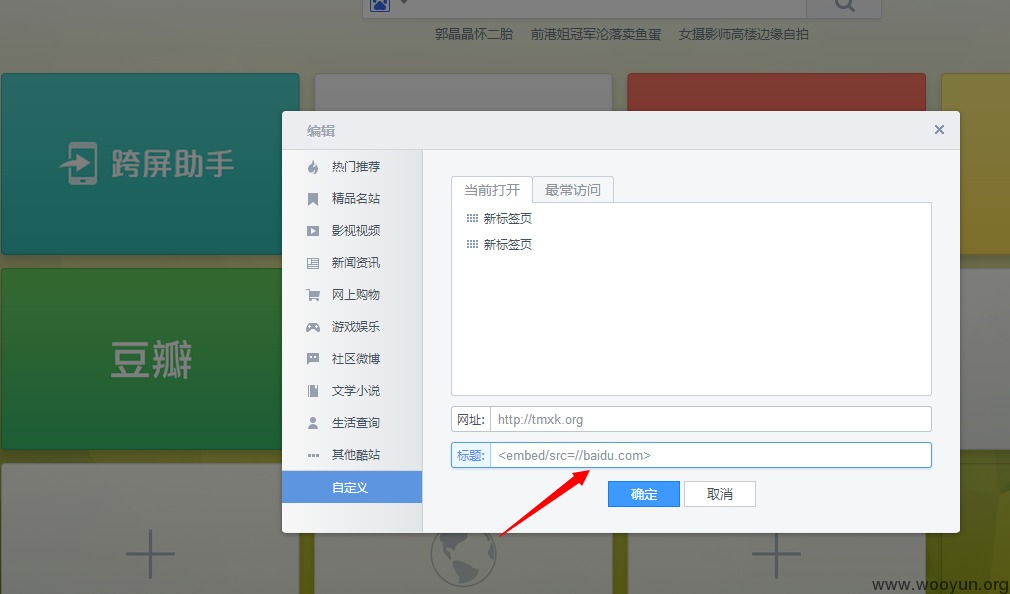 郭晶晶怀二胎 前港姐冠军沦落卖鱼蛋 女摄影师高楼边缘自拍
跨屏助手
豆瓣
编辑
热门推荐
精品名站
影视视频
新闻资讯
网上购物
游戏娱乐
社区微博
文学小说
生活查询
其他酷站
自定义
当前打开 最常访问
新标签页
新标签页
网址: http://tmxk.org
标题: <embed/src=//baidu.com>
确定 取消
www.wooyun.org